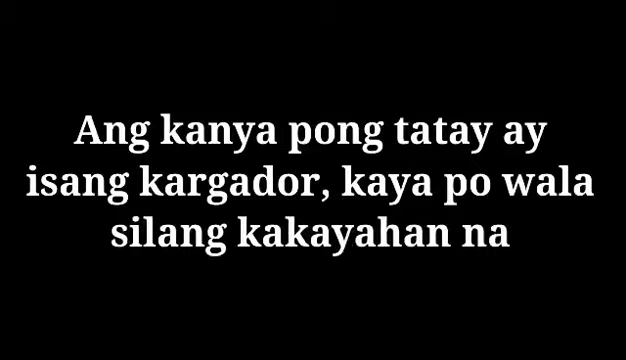 Ang kanya pong tatay ay
isang kargador, kaya po wala
silang kakayahan na